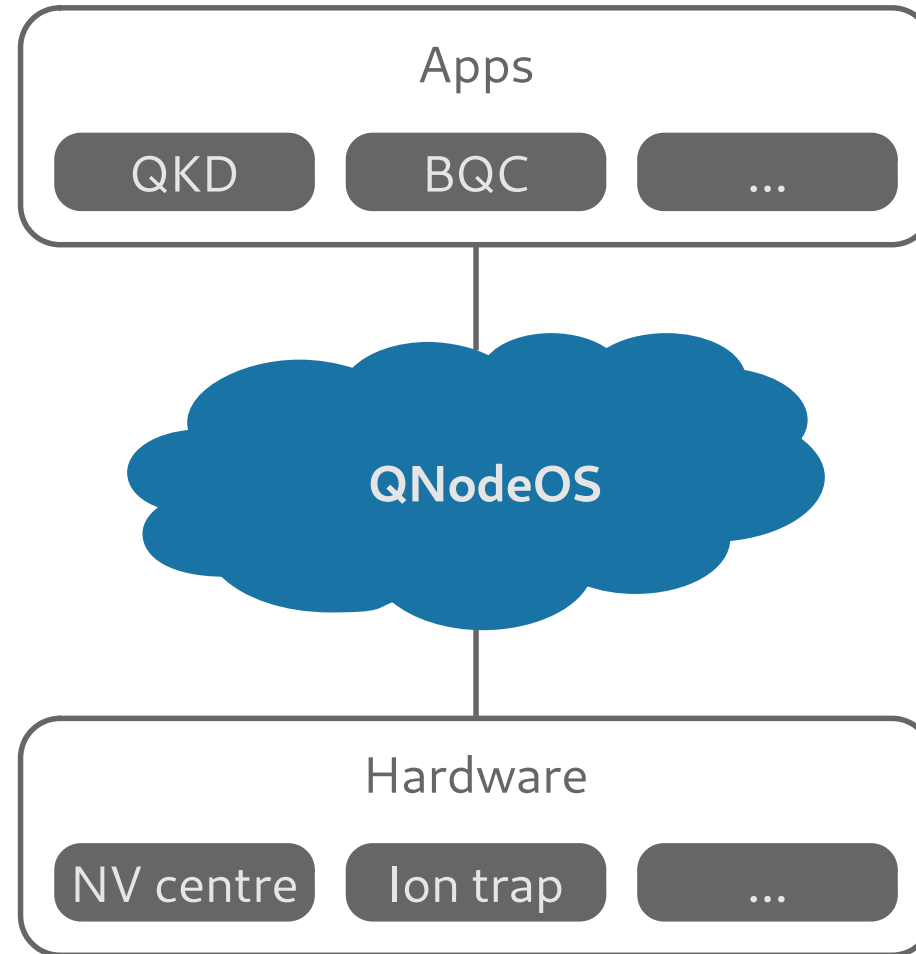 Apps
QKD BQC ...
QNodeOS
Hardware
NV centre Ion trap ...